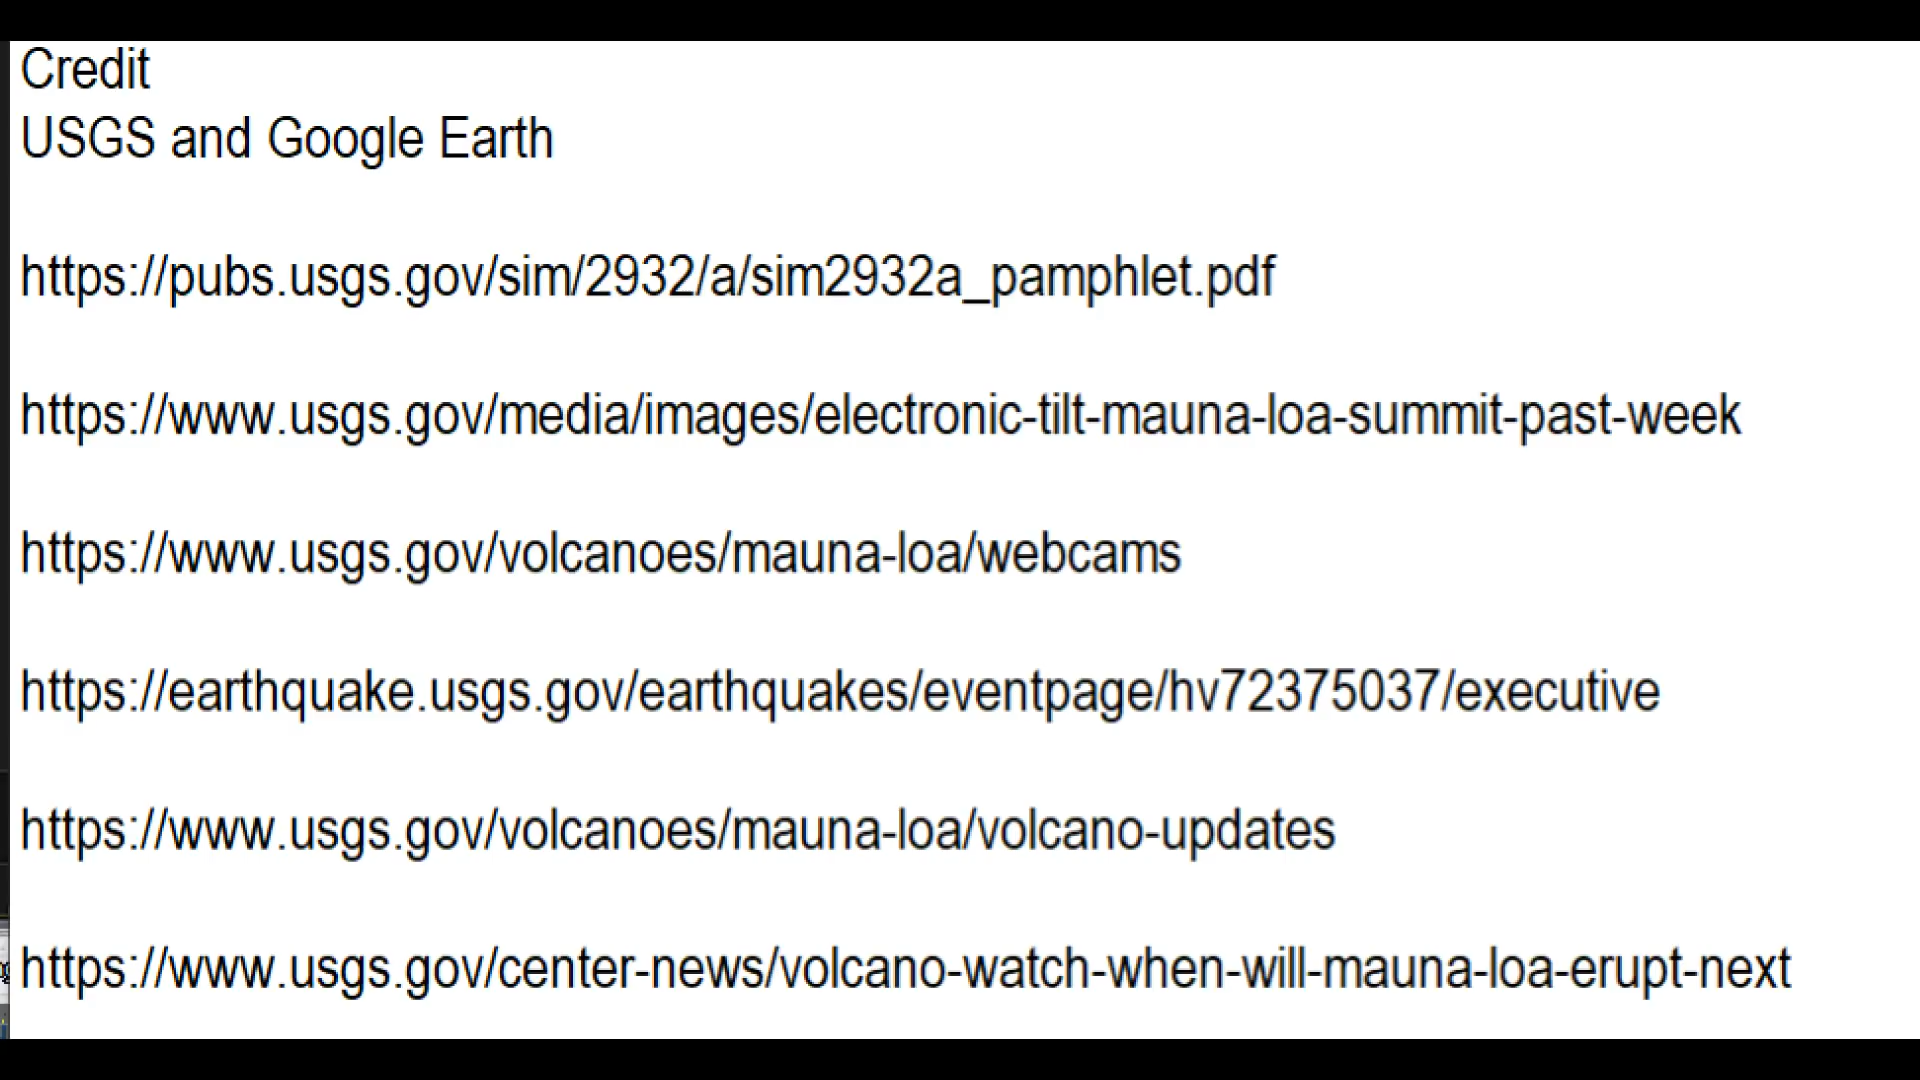 Credit
USGS and Google Earth
https://pubs.usgs.gov/sim/2932/a/sim2932a_pamphlet.pdf
https://www.usgs.gov/media/images/electronic-tilt-mauna-loa-summit-past-week
https://www.usgs.gov/volcanoes/mauna-loa/webcams
https://earthquake.usgs.gov/earthquakes/eventpage/hv72375037/executive
https://www.usgs.gov/volcanoes/mauna-loa/volcano-updates
https://www.usgs.gov/center-news/volcano-watch-when-will-mauna-loa-erupt-next